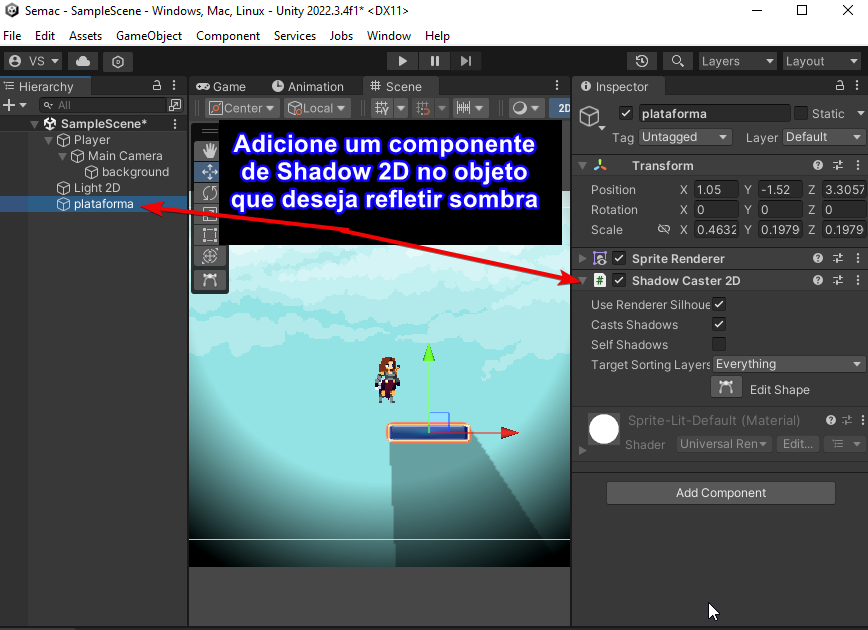 Semac - SampleScene - Windows, Mac, Linux - Unity 2022.3.4f1* <DX11>
File Edit Assets GameObject Component Services Jobs Window Help
VS Layers Layout
Hierarchy Game Animation Scene Inspector
All Center Local 2D
plataforma Static
Tag Untagged Layer Default
SampleScene*
Player
Main Camera
background
Light 2D
plataforma
Adicione um componente
de Shadow 2D no objeto
que deseja refletir sombra
Transform
Position X 1.05 Y -1.52 Z 3.3057
Rotation X 0 Y 0 Z 0
Scale X 0.4632 Y 0.1979 Z 0.1979
Sprite Renderer
# Shadow Caster 2D
Use Renderer Silhoue
Casts Shadows
Self Shadows
Target Sorting Layers Everything
Edit Shape
Sprite-Lit-Default (Material)
Shader Universal Ren Edit...
Add Component